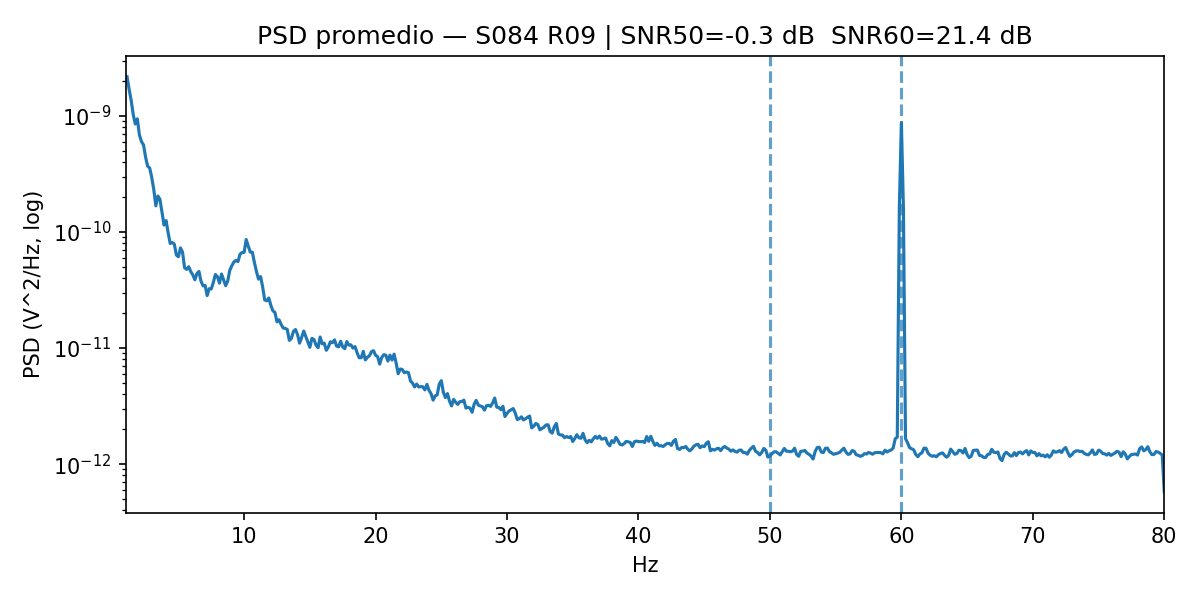 PSD promedio — S084 R09 | SNR50=-0.3 dB  SNR60=21.4 dB
PSD (V^2/Hz, log)
10⁻⁹
10⁻¹⁰
10⁻¹¹
10⁻¹²
10 20 30 40 50 60 70 80
Hz